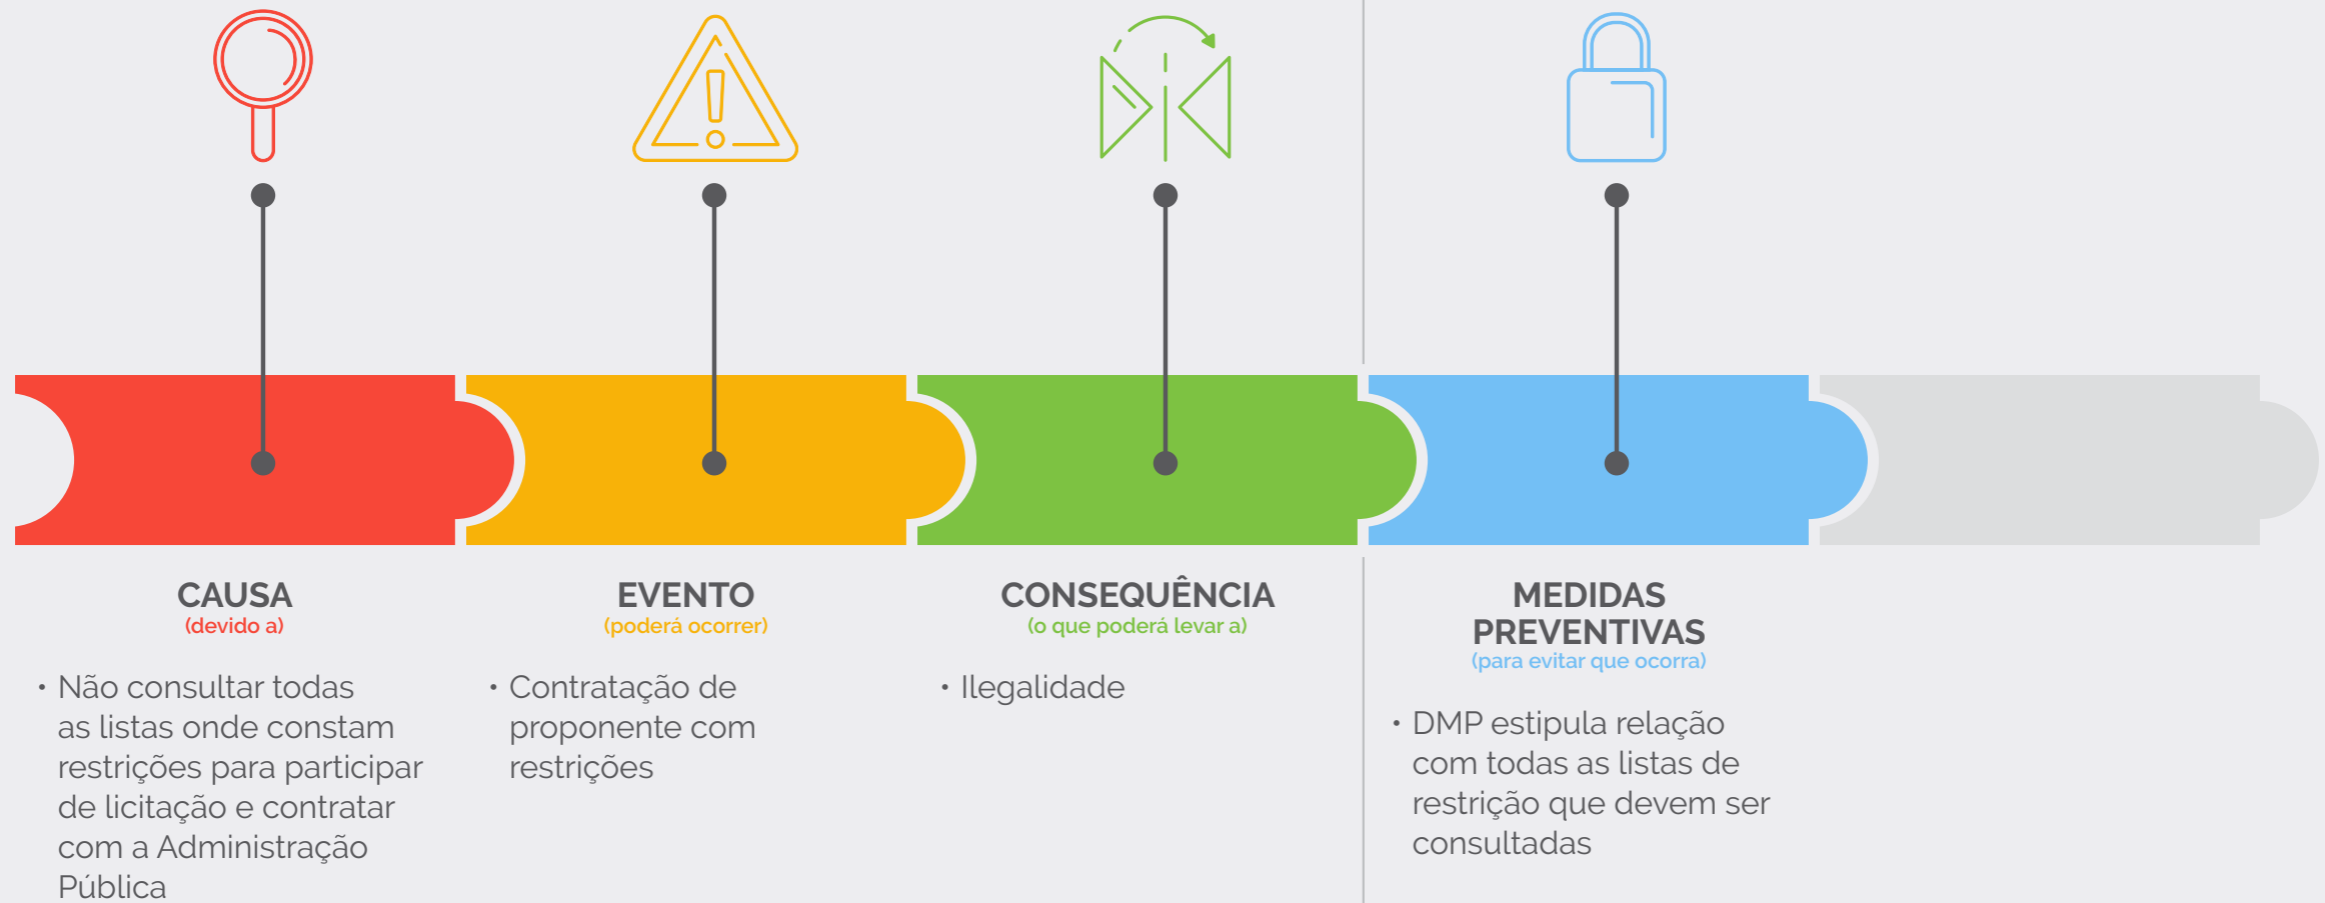 CAUSA
(devido a)
• Não consultar todas
as listas onde constam
restrições para participar
de licitação e contratar
com a Administração
Pública
EVENTO
(poderá ocorrer)
• Contratação de
proponente com
restrições
CONSEQUÊNCIA
(o que poderá levar a)
• Ilegalidade
MEDIDAS
PREVENTIVAS
(para evitar que ocorra)
• DMP estipula relação
com todas as listas de
restrição que devem ser
consultadas